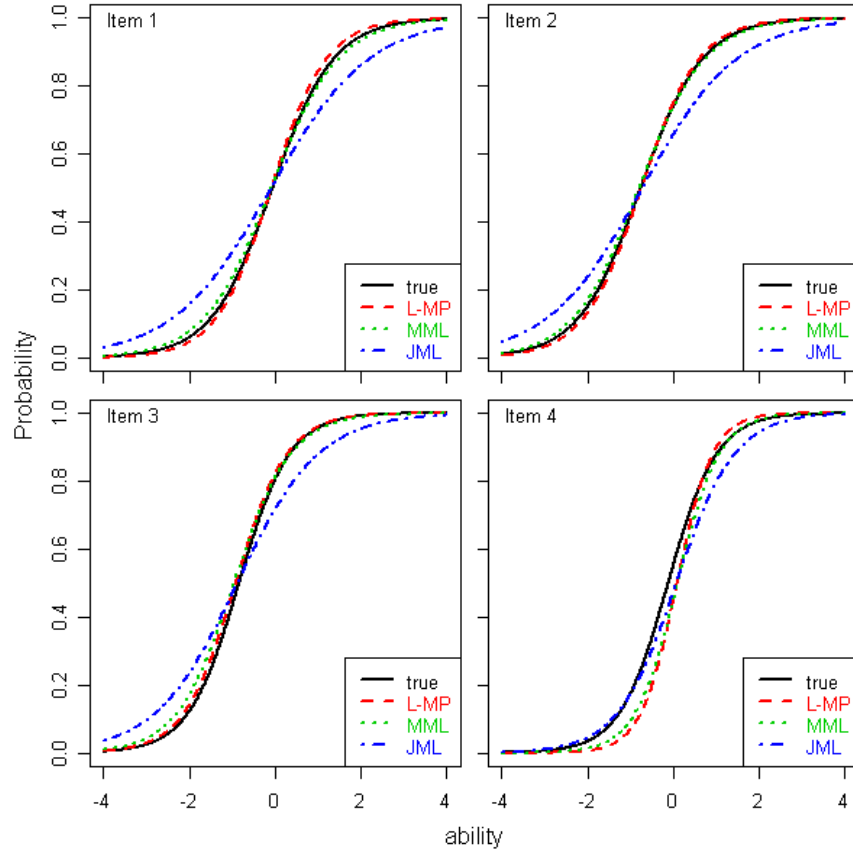 Item 1
1.0
0.8
0.6
0.4
0.2
0.0
true
L-MP
MML
JML
Item 2
true
L-MP
MML
JML
Probability
Item 3
1.0
0.8
0.6
0.4
0.2
0.0
true
L-MP
MML
JML
-4 -2 0 2 4
Item 4
true
L-MP
MML
JML
-4 -2 0 2 4
ability